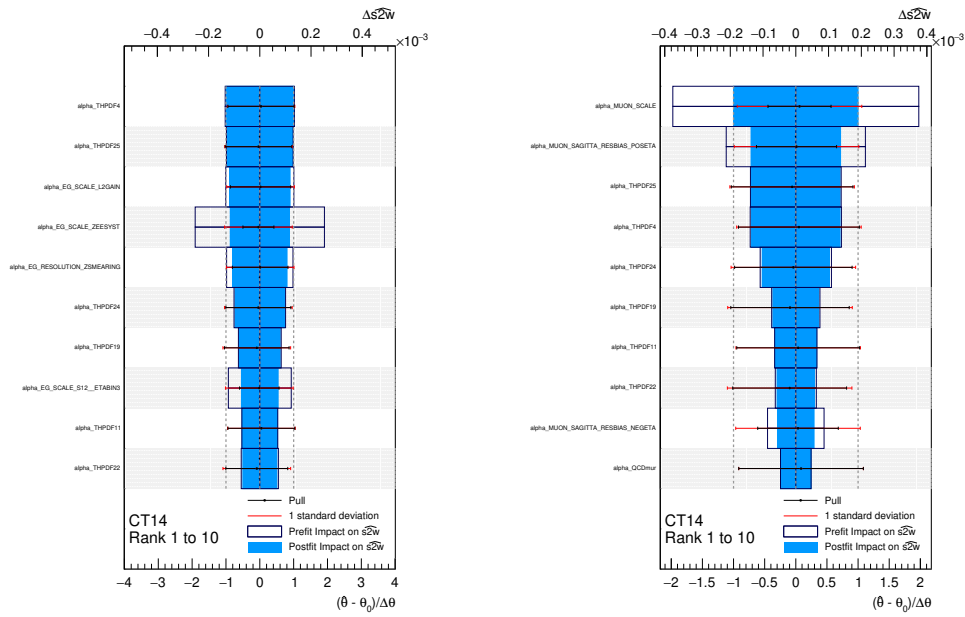 Δs2w
−0.4 −0.2 0 0.2 0.4
×10−3
alpha_THPDF4
alpha_THPDF25
alpha_EG_SCALE_L2GAIN
alpha_EG_SCALE_ZEESYST
alpha_EG_RESOLUTION_ZSMEARING
alpha_THPDF24
alpha_THPDF19
alpha_EG_SCALE_S12__ETABIN3
alpha_THPDF11
alpha_THPDF22
CT14
Rank 1 to 10
Pull
1 standard deviation
Prefit Impact on s2w
Postfit Impact on s2w
−4 −3 −2 −1 0 1 2 3 4
(θ̂ - θ0)/Δθ
Δs2w
−0.4 −0.3 −0.2 −0.1 0 0.1 0.2 0.3 0.4
×10−3
alpha_MUON_SCALE
alpha_MUON_SAGITTA_RESBIAS_POSETA
alpha_THPDF25
alpha_THPDF4
alpha_THPDF24
alpha_THPDF19
alpha_THPDF11
alpha_THPDF22
alpha_MUON_SAGITTA_RESBIAS_NEGETA
alpha_QCDmur
CT14
Rank 1 to 10
Pull
1 standard deviation
Prefit Impact on s2w
Postfit Impact on s2w
−2 −1.5 −1 −0.5 0 0.5 1 1.5 2
(θ̂ - θ0)/Δθ